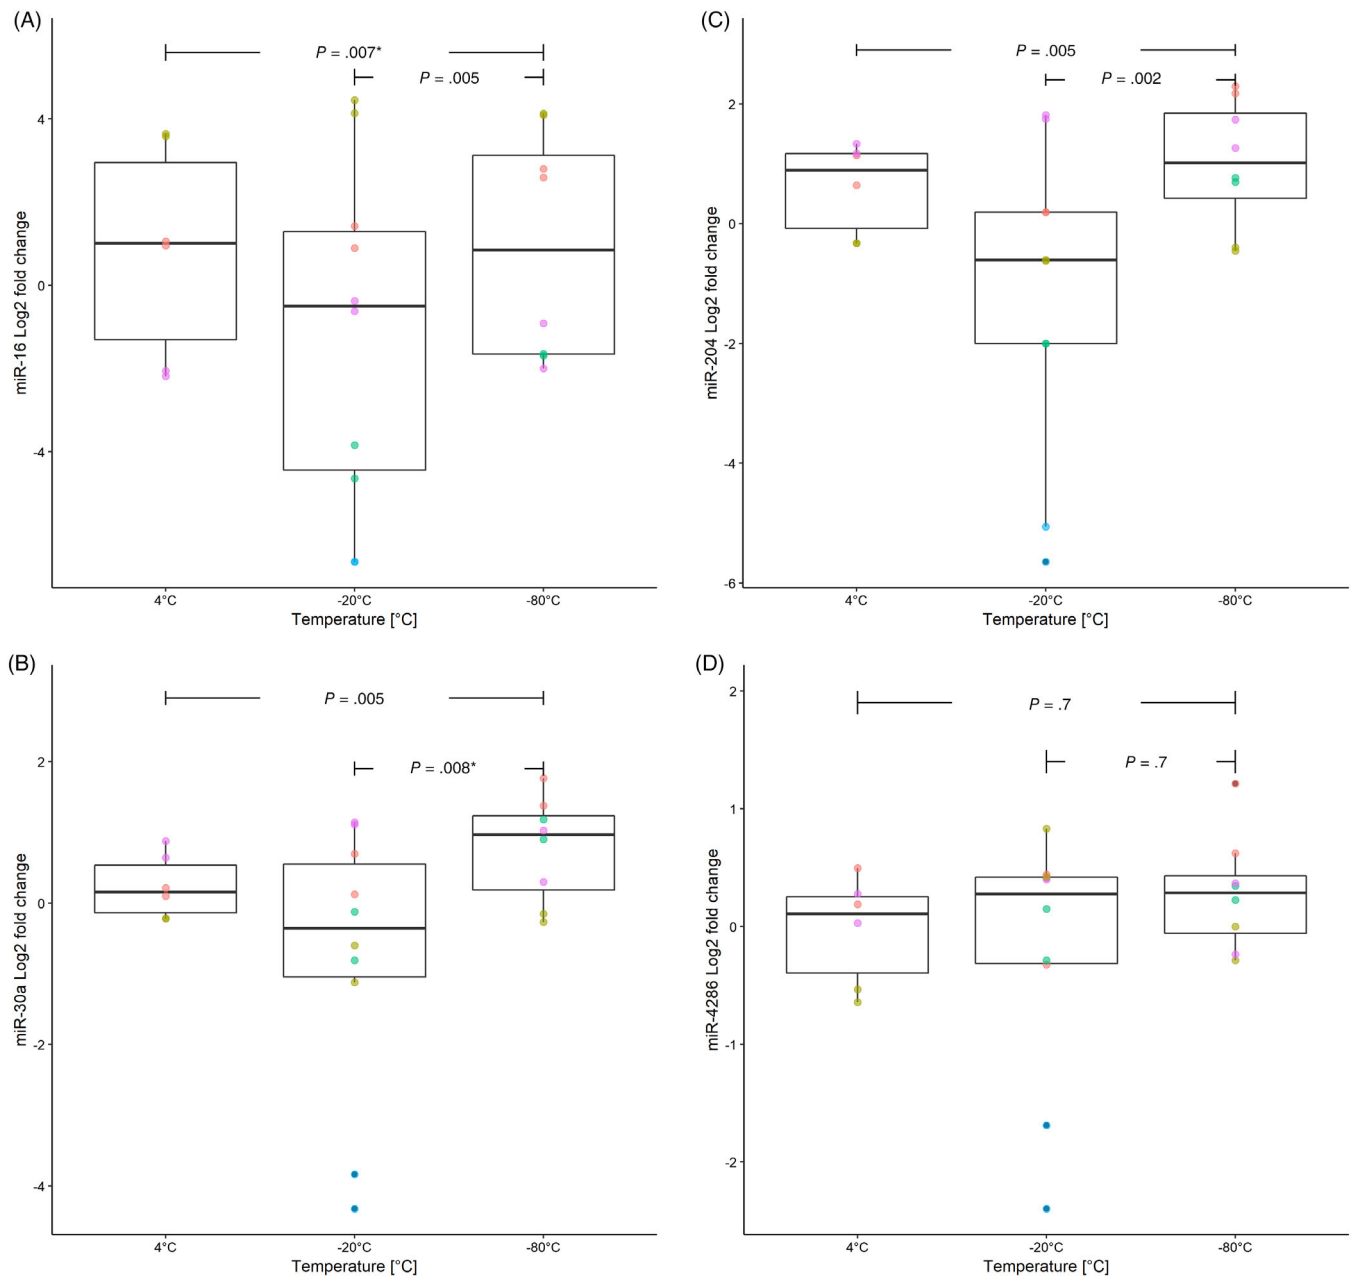 (A)
P = .007*
P = .005
4
0
-4
miR-16 Log2 fold change
4°C
-20°C
-80°C
Temperature [°C]
(C)
P = .005
P = .002
2
0
-2
-4
-6
miR-204 Log2 fold change
4°C
-20°C
-80°C
Temperature [°C]
(B)
P = .005
P = .008*
2
0
-2
-4
miR-30a Log2 fold change
4°C
-20°C
-80°C
Temperature [°C]
(D)
P = .7
P = .7
2
1
0
-1
-2
miR-4286 Log2 fold change
4°C
-20°C
-80°C
Temperature [°C]